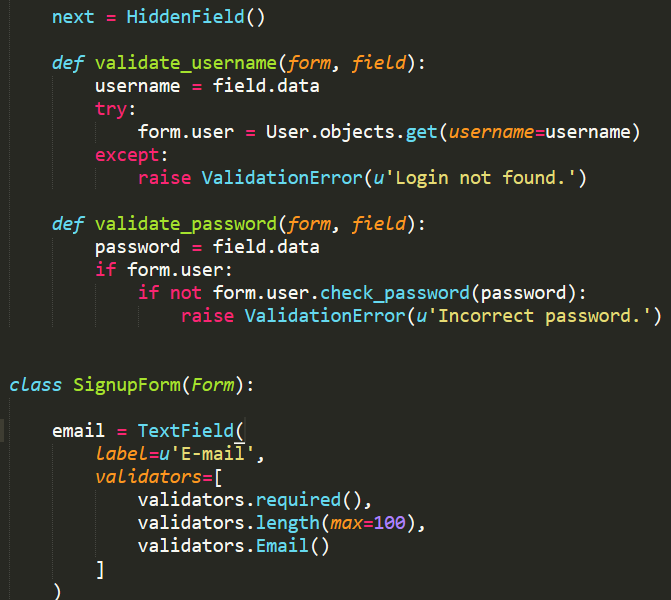 next = HiddenField()
def validate_username(form, field):
username = field.data
try:
form.user = User.objects.get(username=username)
except:
raise ValidationError(u'Login not found.')
def validate_password(form, field):
password = field.data
if form.user:
if not form.user.check_password(password):
raise ValidationError(u'Incorrect password.')
class SignupForm(Form):
email = TextField(
label=u'E-mail',
validators=[
validators.required(),
validators.length(max=100),
validators.Email()
]
)